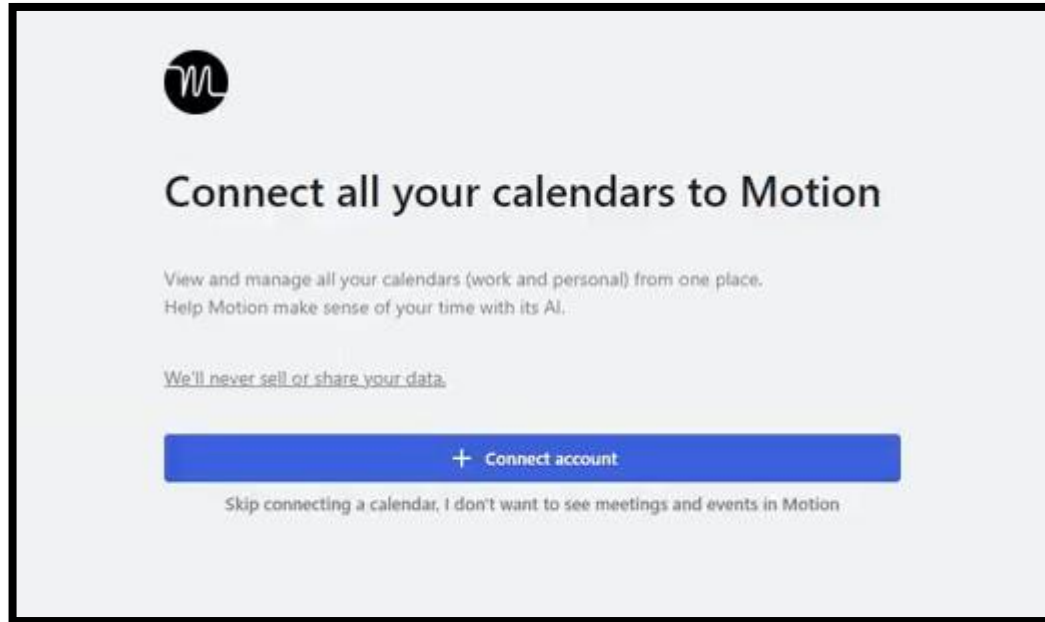 Connect all your calendars to Motion
View and manage all your calendars (work and personal) from one place.
Help Motion make sense of your time with its AI.
We'll never sell or share your data.
+ Connect account
Skip connecting a calendar, I don't want to see meetings and events in Motion